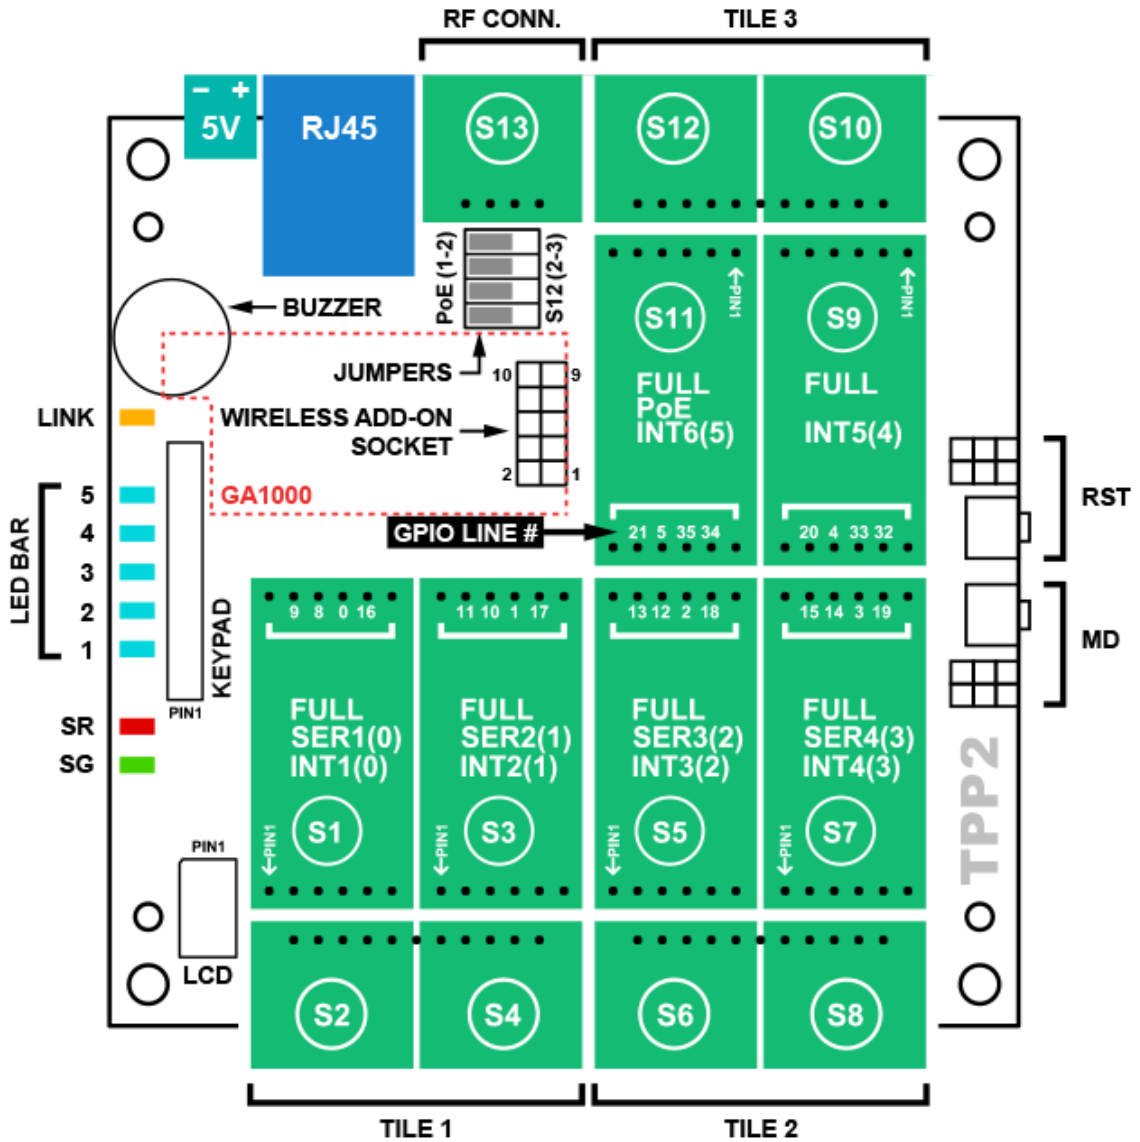 RF CONN.
TILE 3
− +
5V
RJ45
S13
S12
S10
PoE (1-2)
S12 (2-3)
←PIN1
←PIN1
S11
S9
BUZZER
JUMPERS
10
9
FULL
PoE
INT6(5)
FULL
INT5(4)
LINK
WIRELESS ADD-ON
SOCKET
2
1
GA1000
RST
LED BAR
5
4
3
2
1
GPIO LINE #
21 5 35 34
20 4 33 32
9 8 0 16
11 10 1 17
13 12 2 18
15 14 3 19
MD
KEYPAD
PIN1
SR
SG
FULL
SER1(0)
INT1(0)
FULL
SER2(1)
INT2(1)
FULL
SER3(2)
INT3(2)
FULL
SER4(3)
INT4(3)
TPP2
←PIN1
S1
←PIN1
S3
←PIN1
S5
←PIN1
S7
PIN1
LCD
S2
S4
S6
S8
TILE 1
TILE 2